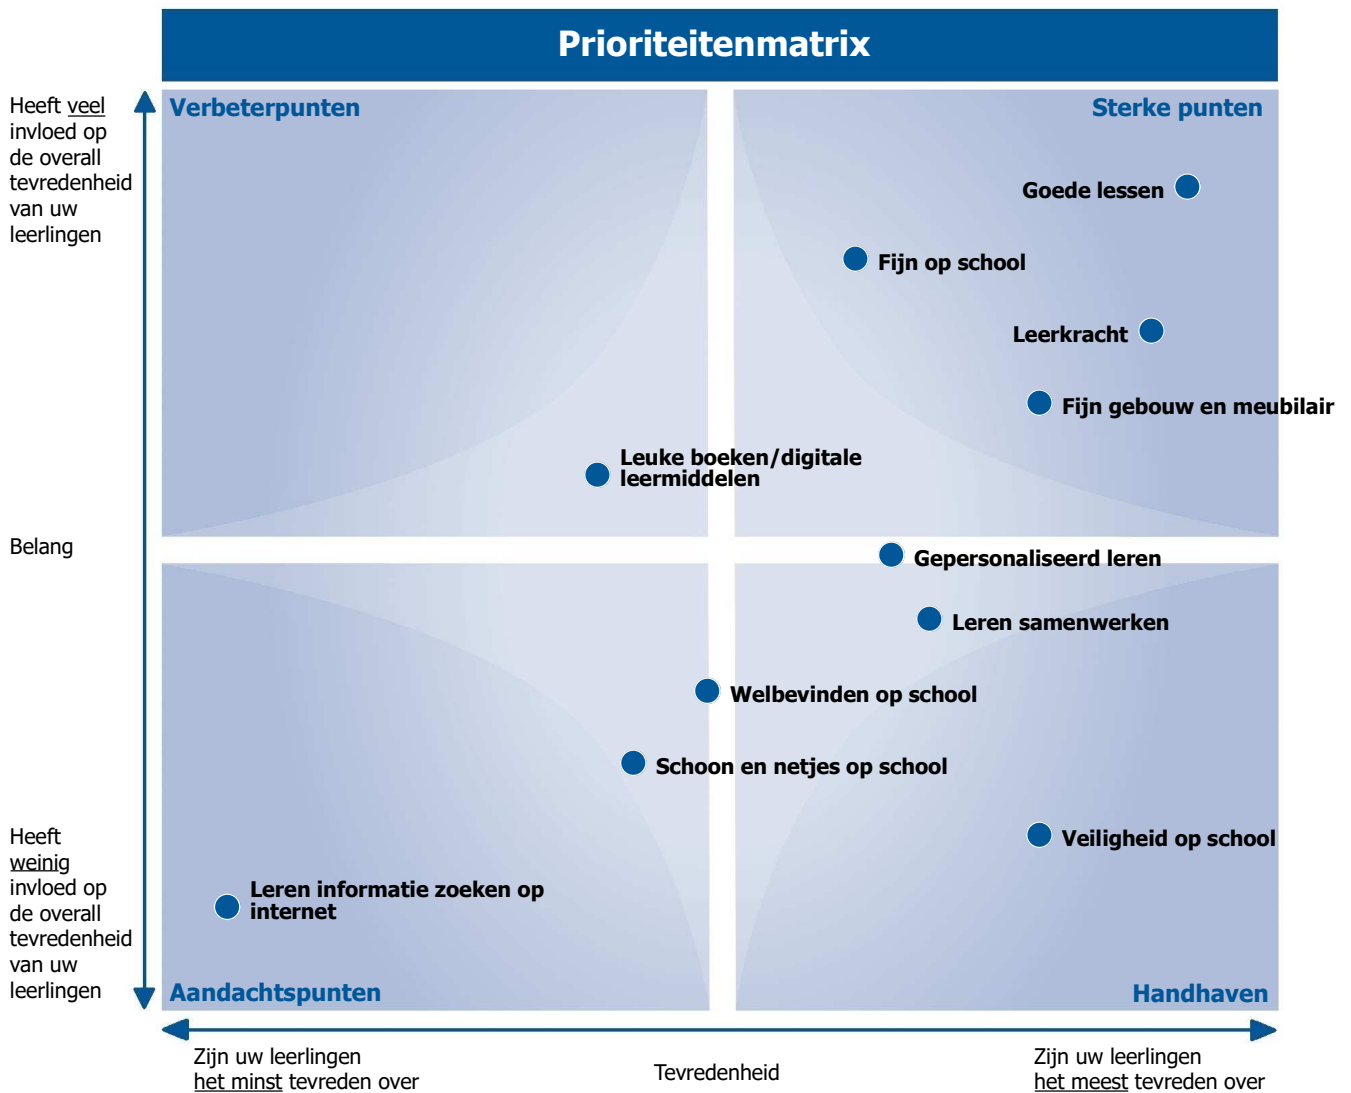 Prioriteitenmatrix
Heeft veel
invloed op
de overall
tevredenheid
van uw
leerlingen
Verbeterpunten
Sterke punten
Goede lessen
Fijn op school
Leerkracht
Fijn gebouw en meubilair
Leuke boeken/digitale
leermiddelen
Belang
Gepersonaliseerd leren
Leren samenwerken
Welbevinden op school
Schoon en netjes op school
Veiligheid op school
Heeft
weinig
invloed op
de overall
tevredenheid
van uw
leerlingen
Leren informatie zoeken op
internet
Aandachtspunten
Handhaven
Zijn uw leerlingen
het minst tevreden over
Tevredenheid
Zijn uw leerlingen
het meest tevreden over